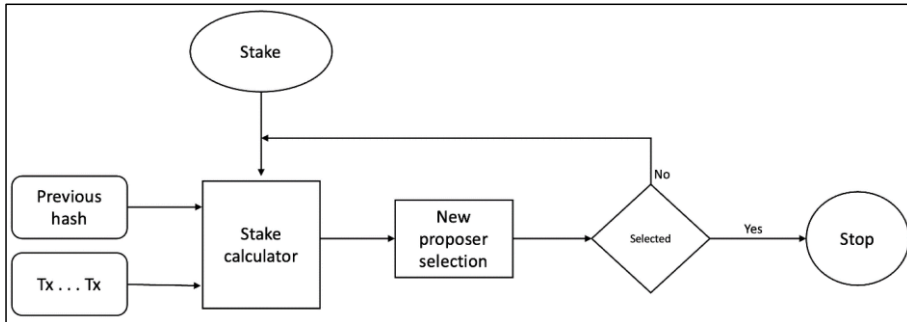 Stake
No
Previous
hash
Stake
calculator
New
proposer
selection
Selected
Yes
Stop
Tx . . . Tx